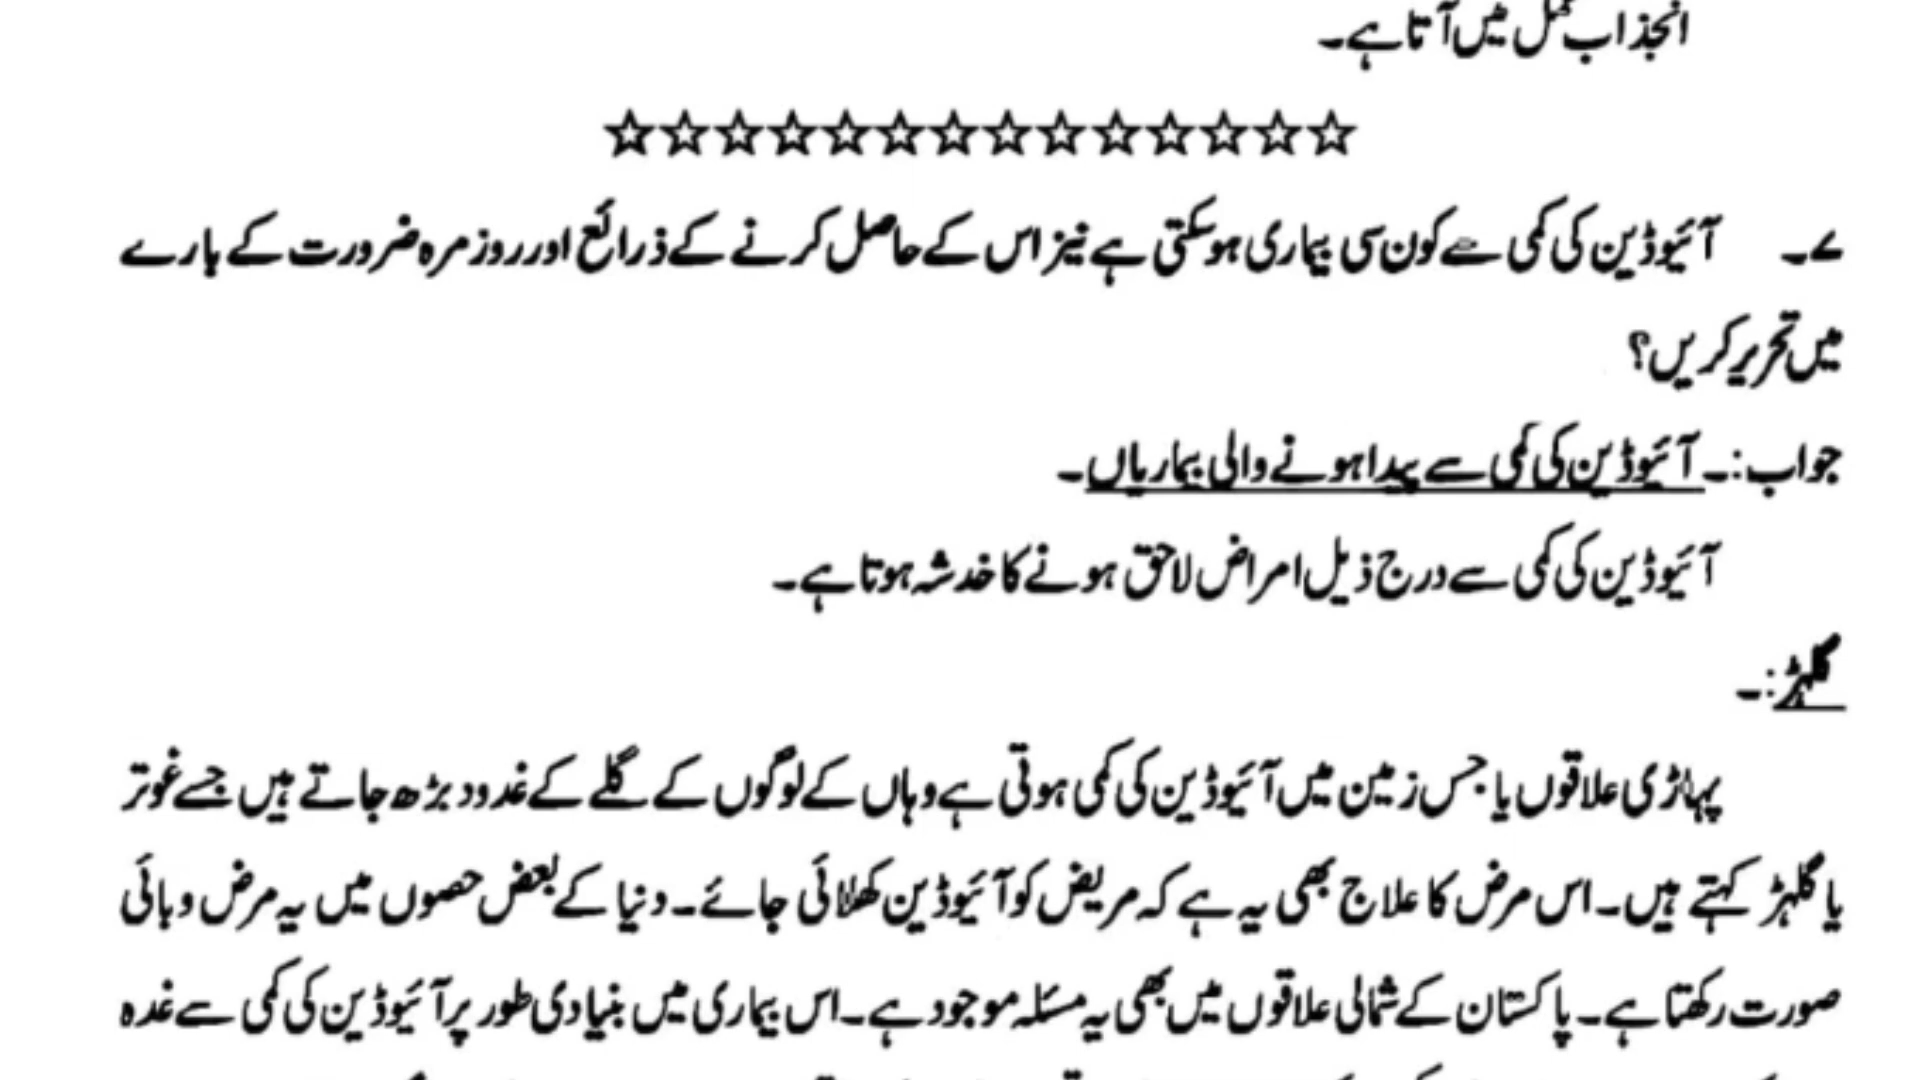 انجذاب عمل میں آتا ہے۔
☆☆☆☆☆☆☆☆☆☆☆☆☆☆
۷۔ آئیوڈین کی کمی سے کون سی بیماری ہوسکتی ہے نیز اس کے حاصل کرنے کے ذرائع اور روزمرہ ضرورت کے بارے
میں تحریر کریں؟
جواب:۔ آئیوڈین کی کمی سے پیدا ہونے والی بیماریاں۔
آئیوڈین کی کمی سے درج ذیل امراض لاحق ہونے کا خدشہ ہوتا ہے۔
گلہڑ:۔
پہاڑی علاقوں یا جس زمین میں آئیوڈین کی کمی ہوتی ہے وہاں کے لوگوں کے گلے کے غدود بڑھ جاتے ہیں جسے غوتر
یا گلہڑ کہتے ہیں۔ اس مرض کا علاج بھی یہ ہے کہ مریض کو آئیوڈین کھلائی جائے۔ دنیا کے بعض حصوں میں یہ مرض وبائی
صورت رکھتا ہے۔ پاکستان کے شمالی علاقوں میں بھی یہ مسئلہ موجود ہے۔ اس بیماری میں بنیادی طور پر آئیوڈین کی کمی سے غدہ